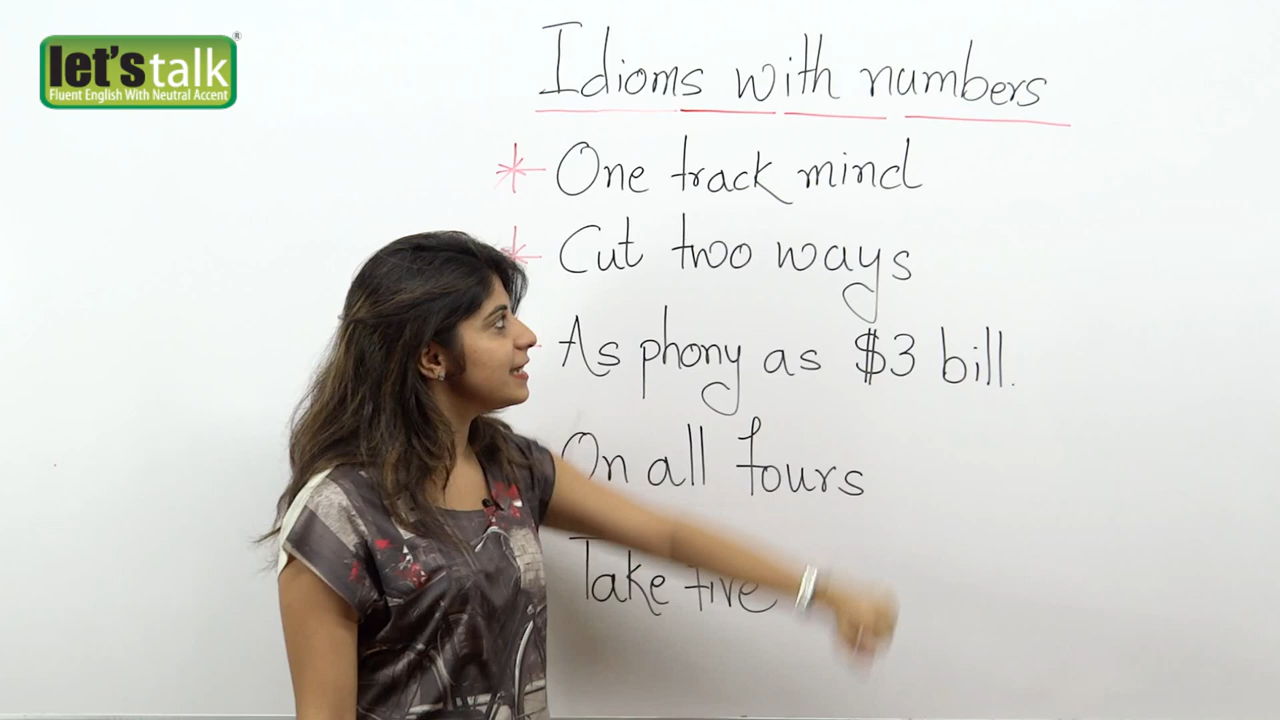 let's talk®
Fluent English With Neutral Accent
Idioms with numbers
* One track mind
* Cut two ways
As phony as $3 bill.
On all fours
Take five